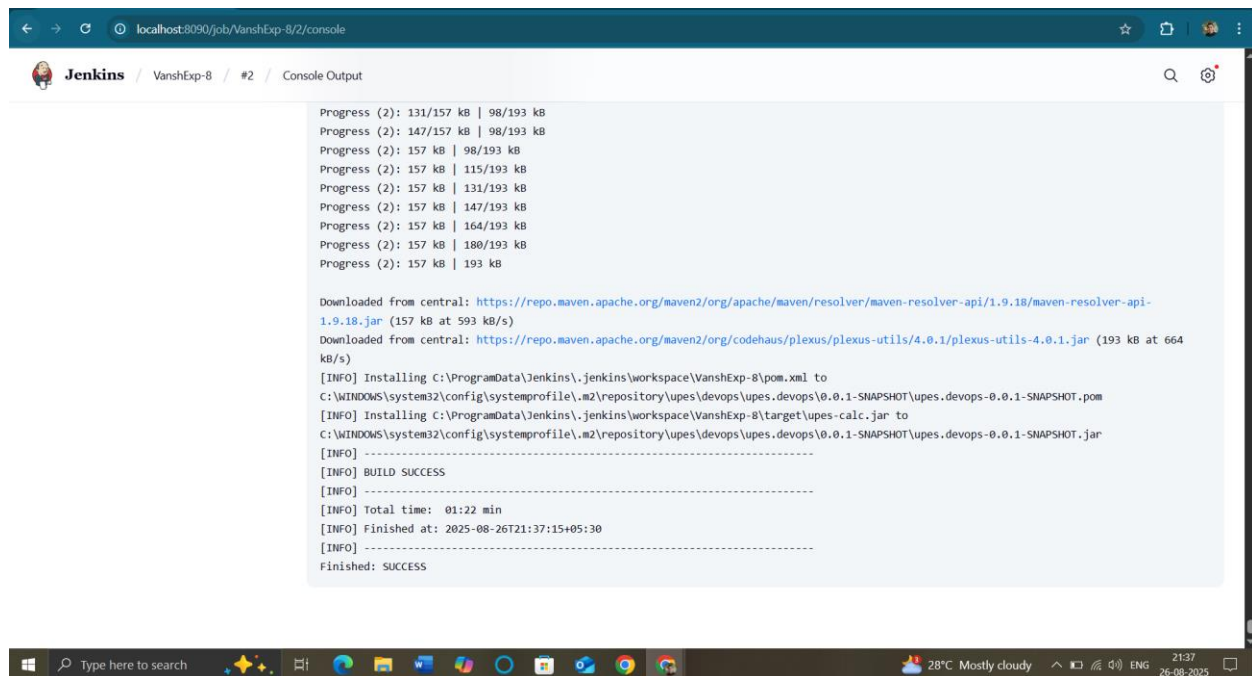 localhost:8090/job/VanshExp-8/2/console
Jenkins / VanshExp-8 / #2 / Console Output
Progress (2): 131/157 kB | 98/193 kB
Progress (2): 147/157 kB | 98/193 kB
Progress (2): 157 kB | 98/193 kB
Progress (2): 157 kB | 115/193 kB
Progress (2): 157 kB | 131/193 kB
Progress (2): 157 kB | 147/193 kB
Progress (2): 157 kB | 164/193 kB
Progress (2): 157 kB | 180/193 kB
Progress (2): 157 kB | 193 kB
Downloaded from central: https://repo.maven.apache.org/maven2/org/apache/maven/resolver/maven-resolver-api/1.9.18/maven-resolver-api-
1.9.18.jar (157 kB at 593 kB/s)
Downloaded from central: https://repo.maven.apache.org/maven2/org/codehaus/plexus/plexus-utils/4.0.1/plexus-utils-4.0.1.jar (193 kB at 664
kB/s)
[INFO] Installing C:\ProgramData\Jenkins\.jenkins\workspace\VanshExp-8\pom.xml to
C:\WINDOWS\system32\config\systemprofile\.m2\repository\upes\devops\upes.devops\0.0.1-SNAPSHOT\upes.devops-0.0.1-SNAPSHOT.pom
[INFO] Installing C:\ProgramData\Jenkins\.jenkins\workspace\VanshExp-8\target\upes-calc.jar to
C:\WINDOWS\system32\config\systemprofile\.m2\repository\upes\devops\upes.devops\0.0.1-SNAPSHOT\upes.devops-0.0.1-SNAPSHOT.jar
[INFO] ------------------------------------------------------------------------
[INFO] BUILD SUCCESS
[INFO] ------------------------------------------------------------------------
[INFO] Total time:  01:22 min
[INFO] Finished at: 2025-08-26T21:37:15+05:30
[INFO] ------------------------------------------------------------------------
Finished: SUCCESS
Type here to search
28°C Mostly cloudy
ENG
21:37
26-08-2025